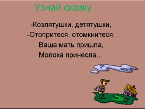 Узнай сказку
-Козлятушки, детятушки,
-Отопритеся, отомкнитеся.
Ваша мать пришла,
Молока принесла..